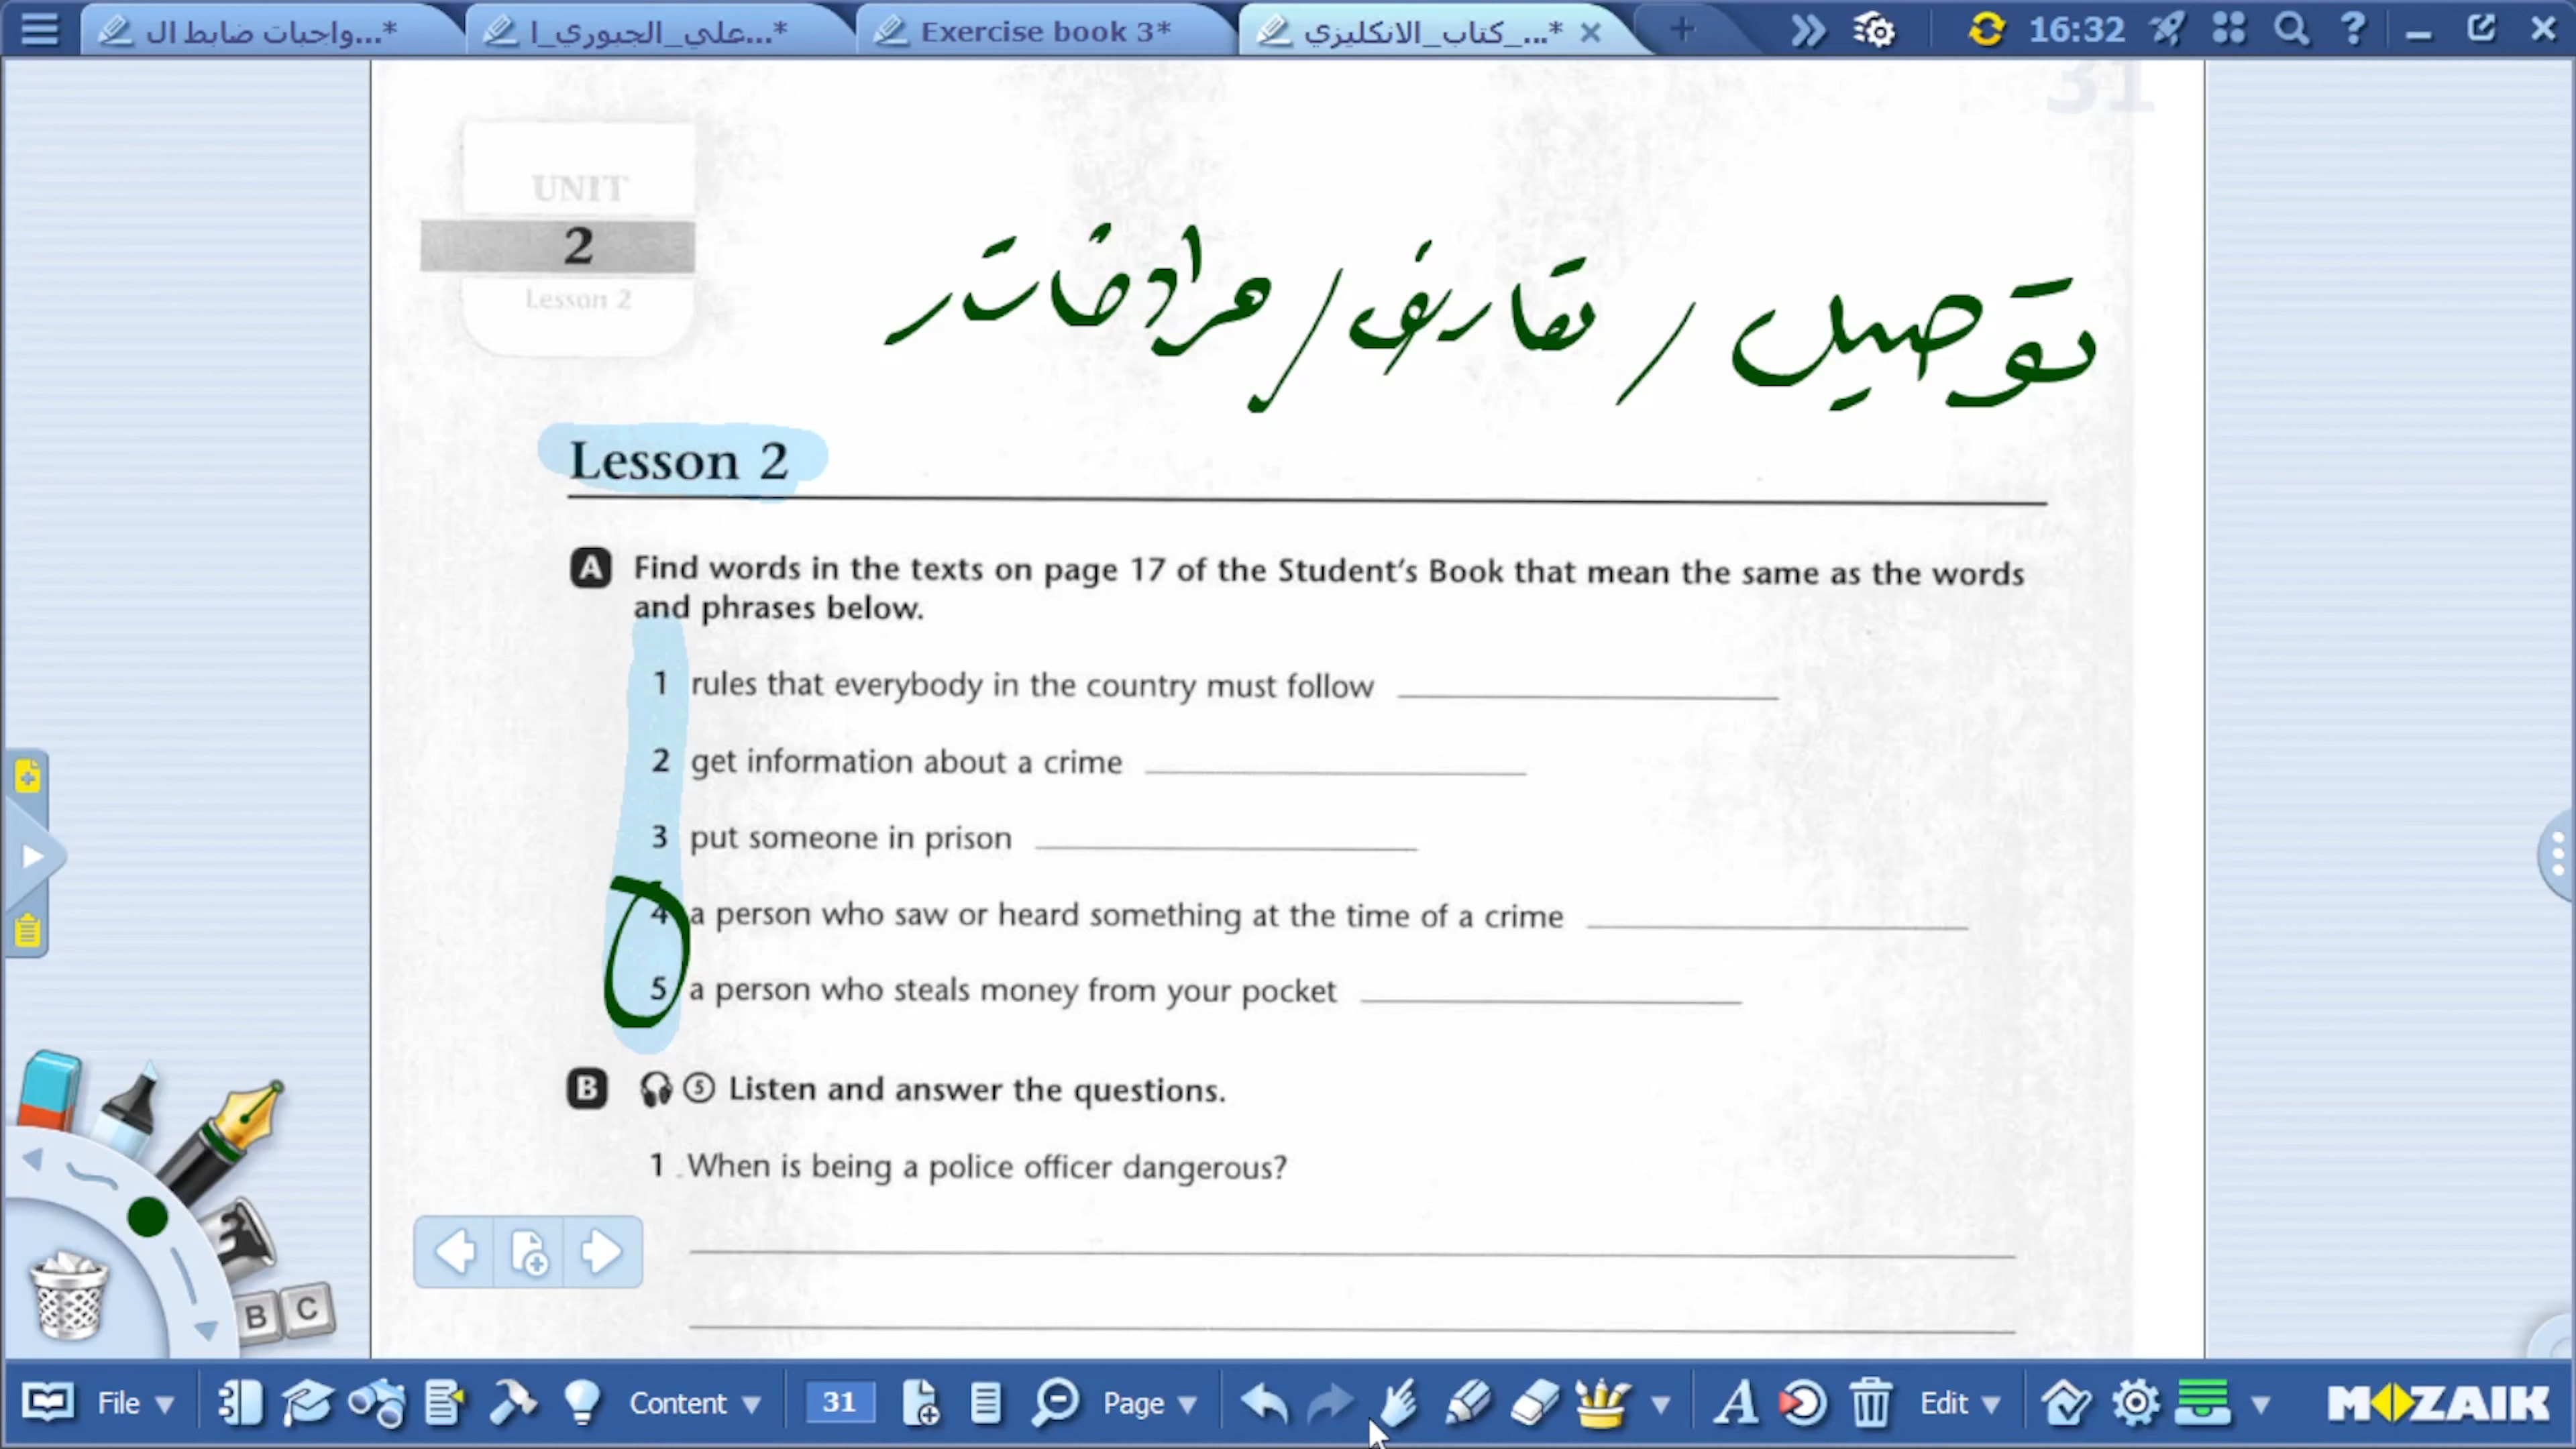 واجبات ضابط ال...*
علي_الجبوري_ا...*
Exercise book 3*
كتاب_الانكليزي_...*
16:32
31
UNIT
2
Lesson 2
توصيل / تعاريف / مرادفات
Lesson 2
A Find words in the texts on page 17 of the Student's Book that mean the same as the words
and phrases below.
1 rules that everybody in the country must follow
2 get information about a crime
3 put someone in prison
4 a person who saw or heard something at the time of a crime
5 a person who steals money from your pocket
B 5 Listen and answer the questions.
1 When is being a police officer dangerous?
B C
File Content 31 Page A Edit MOZAIK